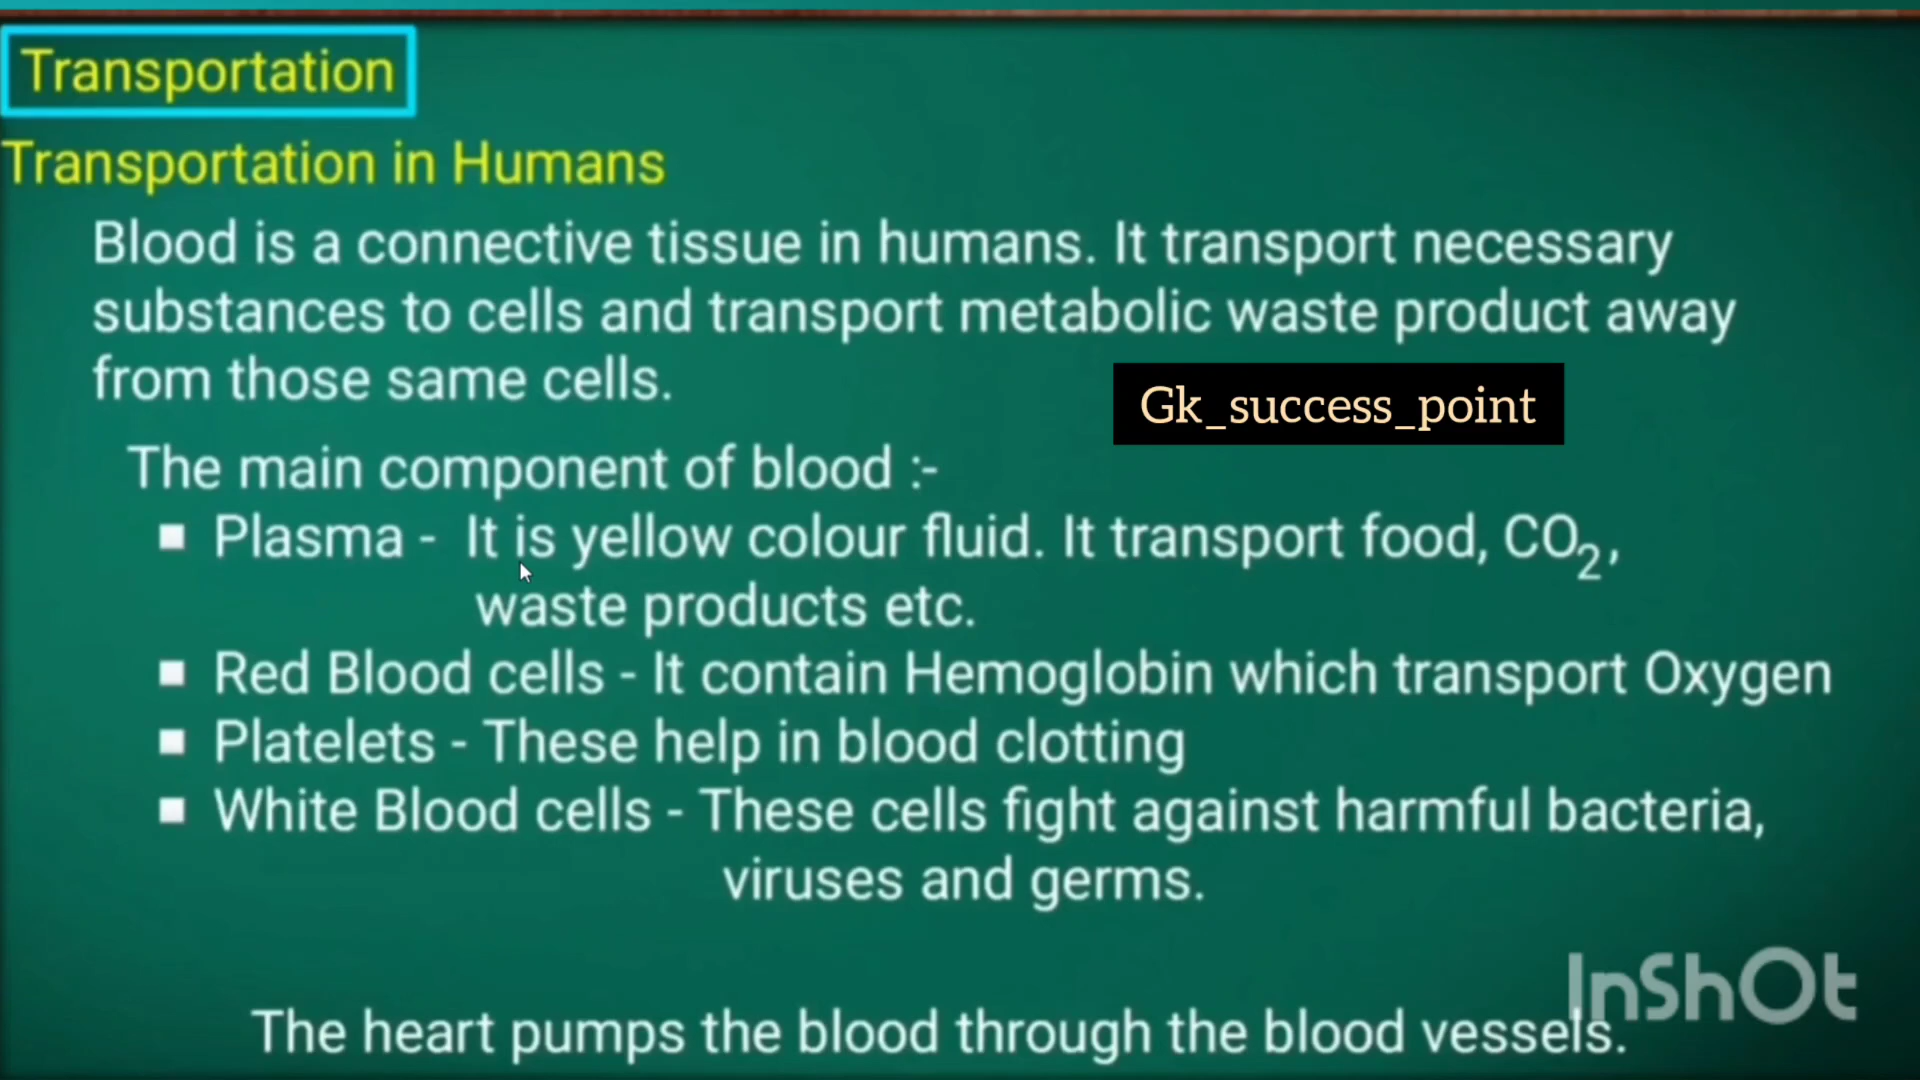 Transportation
Transportation in Humans
Blood is a connective tissue in humans. It transport necessary
substances to cells and transport metabolic waste product away
from those same cells.
Gk_success_point
The main component of blood :-
▪ Plasma - It is yellow colour fluid. It transport food, CO₂,
waste products etc.
▪ Red Blood cells - It contain Hemoglobin which transport Oxygen
▪ Platelets - These help in blood clotting
▪ White Blood cells - These cells fight against harmful bacteria,
viruses and germs.
InShOt
The heart pumps the blood through the blood vessels.